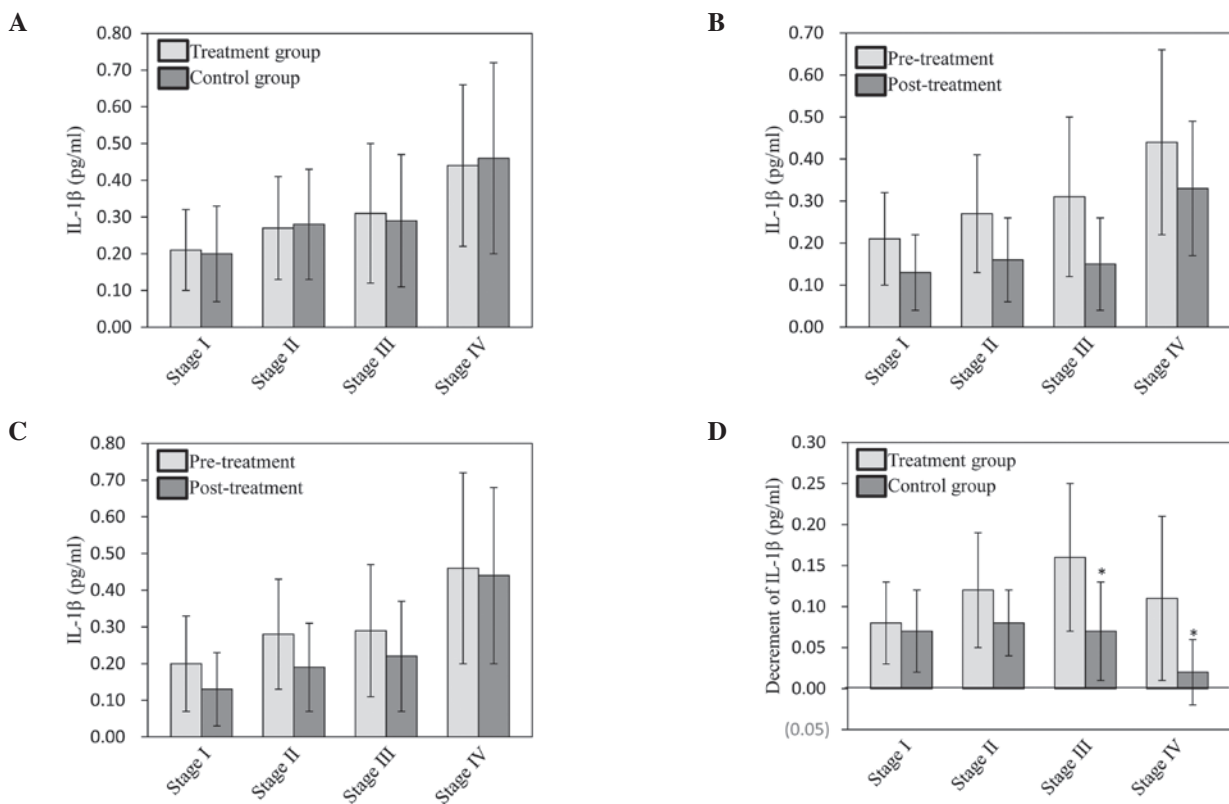 A
0.80
0.70
0.60
0.50
0.40
0.30
0.20
0.10
0.00
IL-1β (pg/ml)
Treatment group
Control group
Stage I
Stage II
Stage III
Stage IV
B
0.70
0.60
0.50
0.40
0.30
0.20
0.10
0.00
IL-1β (pg/ml)
Pre-treatment
Post-treatment
Stage I
Stage II
Stage III
Stage IV
C
0.80
0.70
0.60
0.50
0.40
0.30
0.20
0.10
0.00
IL-1β (pg/ml)
Pre-treatment
Post-treatment
Stage I
Stage II
Stage III
Stage IV
D
0.30
0.25
0.20
0.15
0.10
0.05
0.00
(0.05)
Decrement of IL-1β (pg/ml)
Treatment group
Control group
*
*
Stage I
Stage II
Stage III
Stage IV